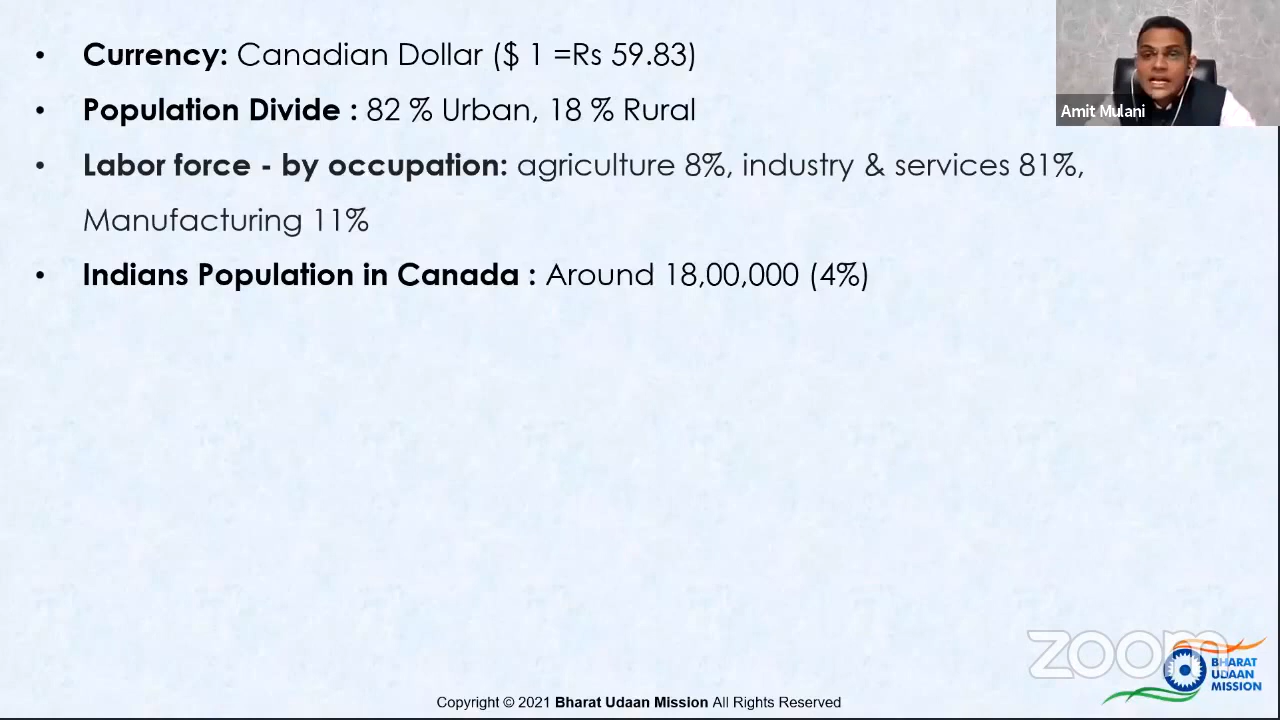 • Currency: Canadian Dollar ($ 1 =Rs 59.83)
• Population Divide : 82 % Urban, 18 % Rural
• Labor force - by occupation: agriculture 8%, industry & services 81%,
Manufacturing 11%
• Indians Population in Canada : Around 18,00,000 (4%)
Amit Mulani
zoom
BHARAT
UDAAN
MISSION
Copyright © 2021 Bharat Udaan Mission All Rights Reserved